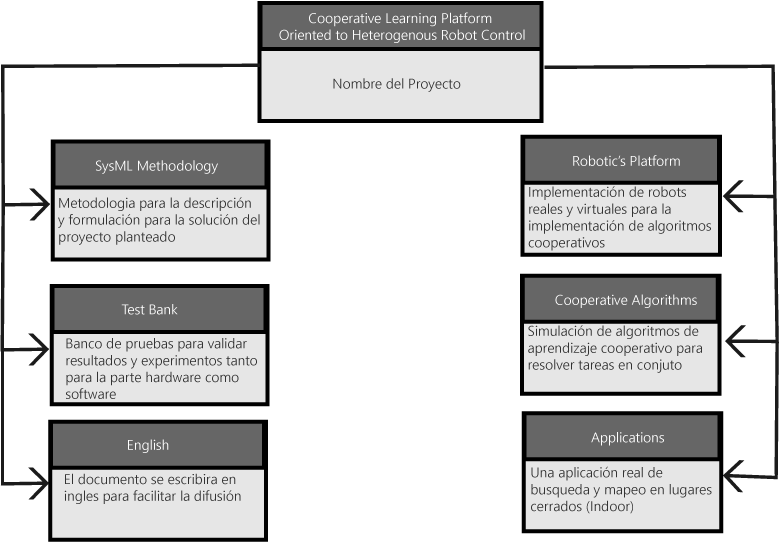 Cooperative Learning Platform
Oriented to Heterogenous Robot Control
Nombre del Proyecto
SysML Methodology
Metodologia para la descripción
y formulación para la solución del
proyecto planteado
Test Bank
Banco de pruebas para validar
resultados y experimentos tanto
para la parte hardware como
software
English
El documento se escribira en
ingles para facilitar la difusión
Robotic's Platform
Implementación de robots
reales y virtuales para la
implementación de algoritmos
cooperativos
Cooperative Algorithms
Simulación de algoritmos de
aprendizaje cooperativo para
resolver tareas en conjuto
Applications
Una aplicación real de
busqueda y mapeo en lugares
cerrados (Indoor)